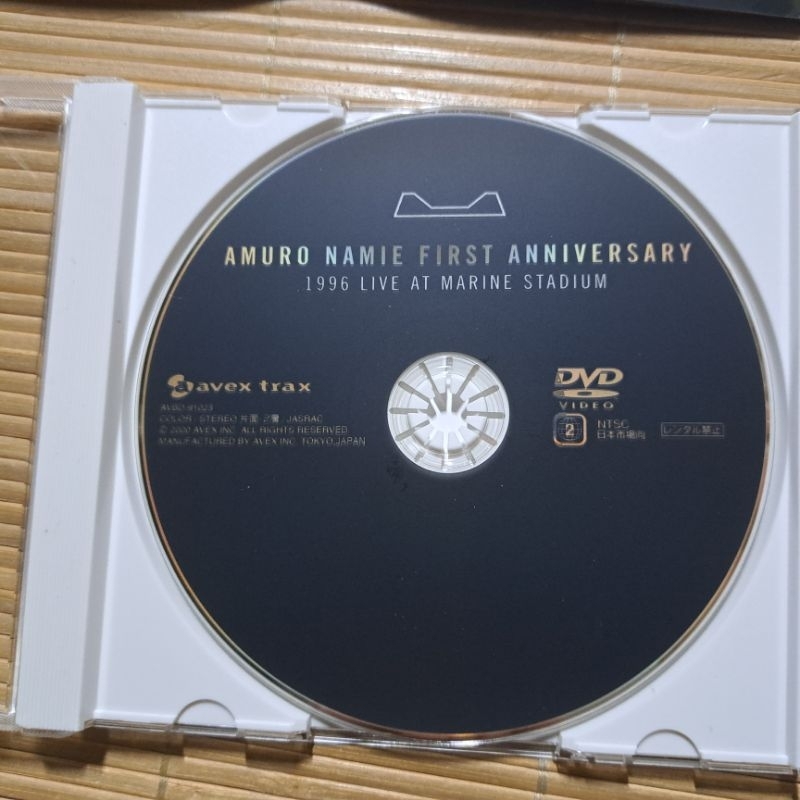 AMURO NAMIE FIRST ANNIVERSARY
1996 LIVE AT MARINE STADIUM
avex trax
AVBD-91023
COLOR STEREO 片面・2層 JASRAC
© 2000 AVEX INC. ALL RIGHTS RESERVED.
MANUFACTURED BY AVEX INC. TOKYO,JAPAN
DVD
VIDEO
2
NTSC
日本市場向
レンタル禁止